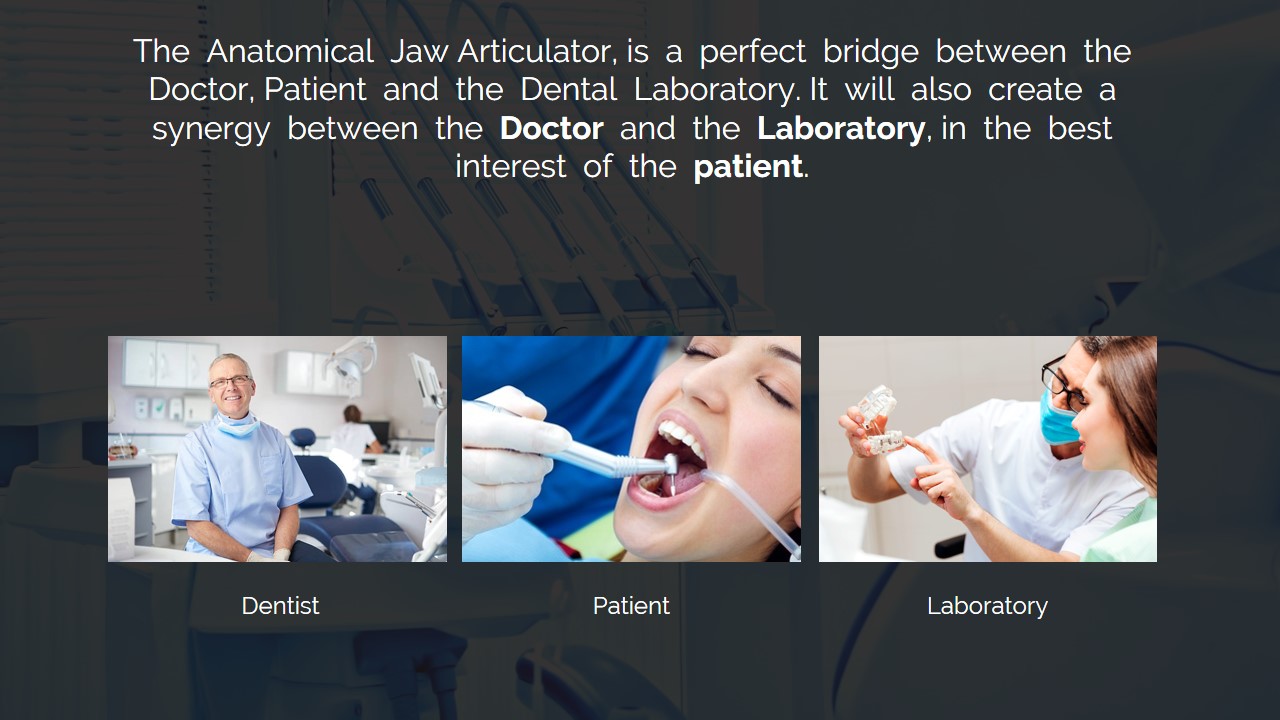 The Anatomical Jaw Articulator, is a perfect bridge between the
Doctor, Patient and the Dental Laboratory. It will also create a
synergy between the Doctor and the Laboratory, in the best
interest of the patient.
Dentist
Patient
Laboratory